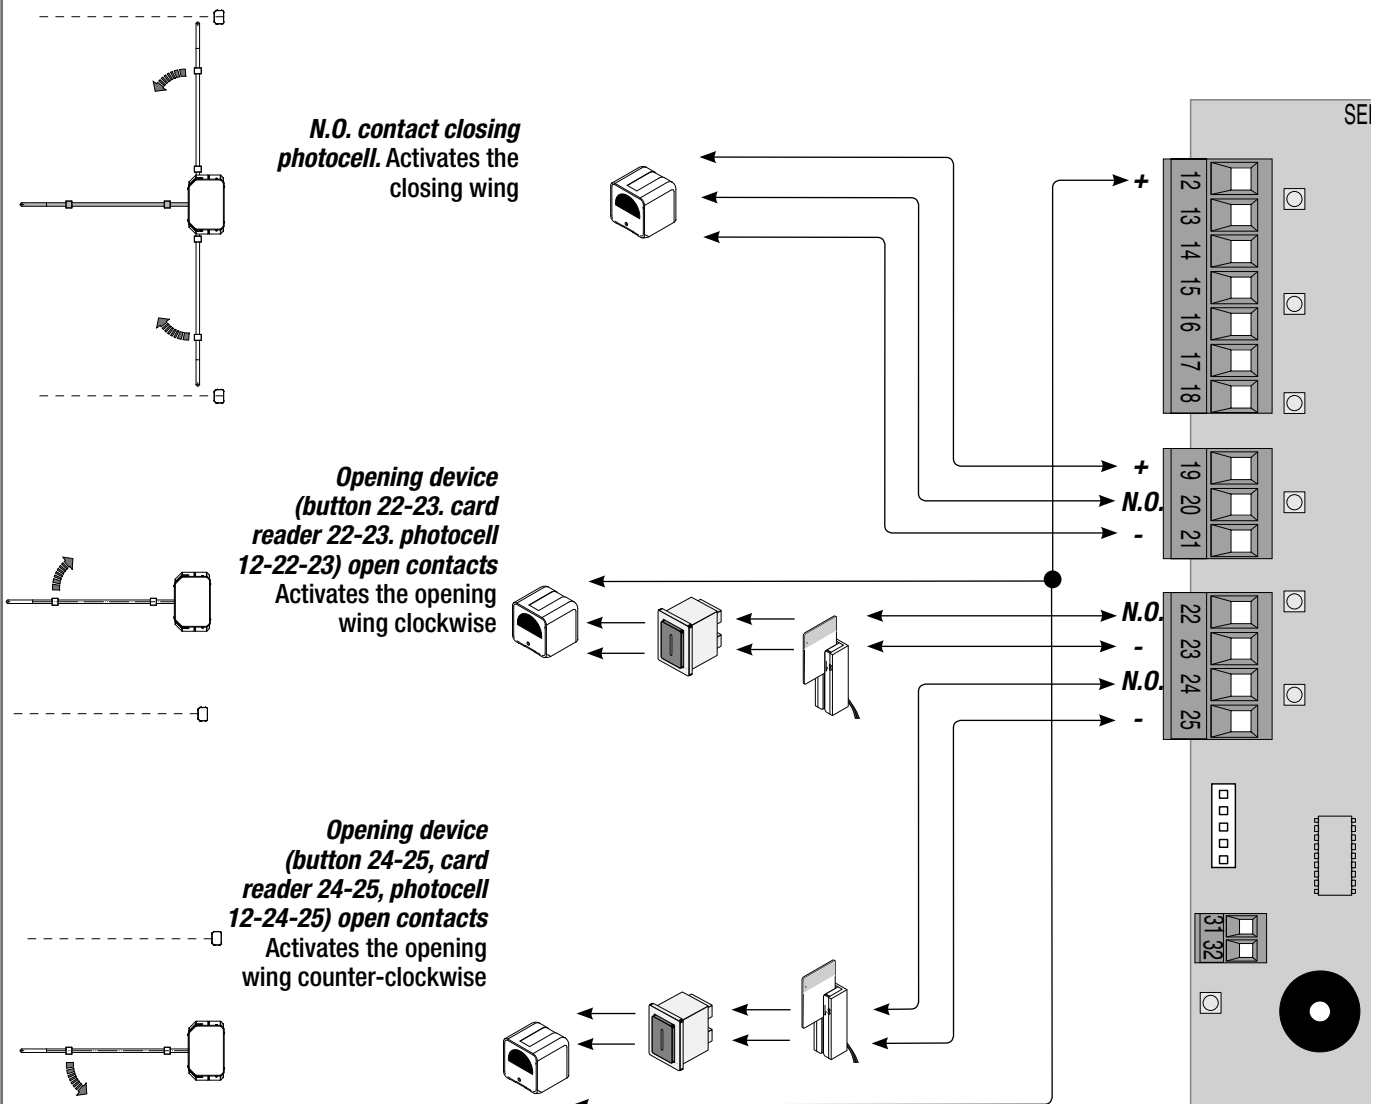 N.O. contact closing
photocell. Activates the
closing wing
SEI
+
12
13
14
15
16
17
18
+
19
N.O.
20
-
21
Opening device
(button 22-23. card
reader 22-23. photocell
12-22-23) open contacts
Activates the opening
wing clockwise
N.O.
22
-
23
N.O.
24
-
25
Opening device
(button 24-25, card
reader 24-25, photocell
12-24-25) open contacts
Activates the opening
wing counter-clockwise
31
32